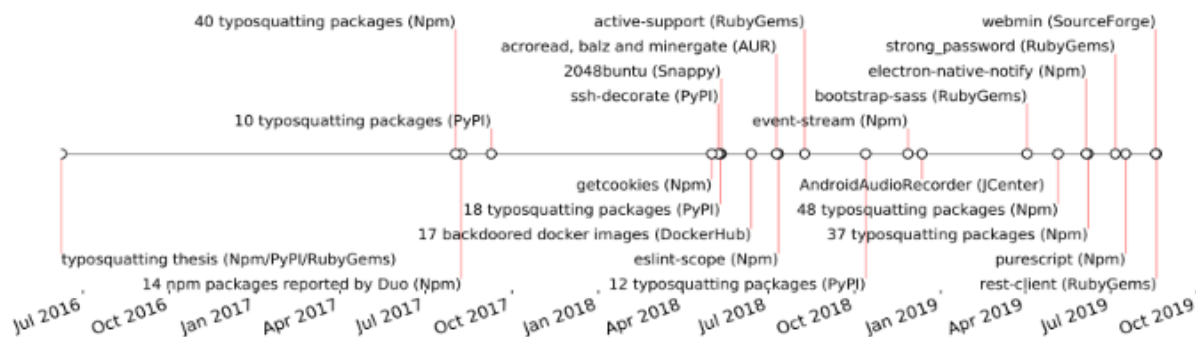 40 typosquatting packages (Npm)
active-support (RubyGems)
webmin (SourceForge)
acroread, balz and minergate (AUR)
strong_password (RubyGems)
2048buntu (Snappy)
electron-native-notify (Npm)
ssh-decorate (PyPI)
bootstrap-sass (RubyGems)
10 typosquatting packages (PyPI)
event-stream (Npm)
getcookies (Npm)
AndroidAudioRecorder (JCenter)
18 typosquatting packages (PyPI)
48 typosquatting packages (Npm)
17 backdoored docker images (DockerHub)
37 typosquatting packages (Npm)
typosquatting thesis (Npm/PyPI/RubyGems)
eslint-scope (Npm)
purescript (Npm)
14 npm packages reported by Duo (Npm)
12 typosquatting packages (PyPI)
rest-client (RubyGems)
Jul 2016
Oct 2016
Jan 2017
Apr 2017
Jul 2017
Oct 2017
Jan 2018
Apr 2018
Jul 2018
Oct 2018
Jan 2019
Apr 2019
Jul 2019
Oct 2019